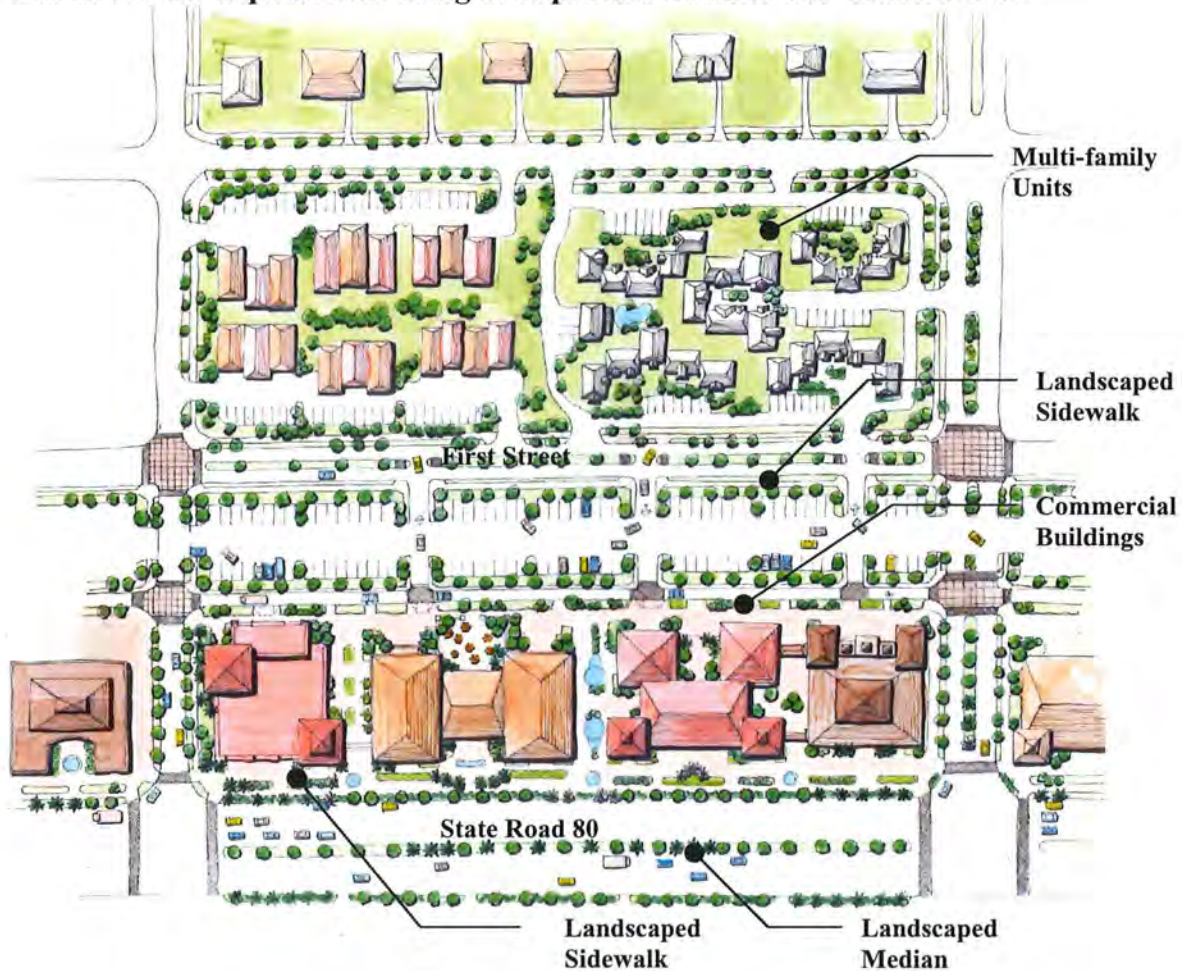 Multi-family
Units
Landscaped
Sidewalk
First Street
Commercial
Buildings
State Road 80
Landscaped
Sidewalk
Landscaped
Median